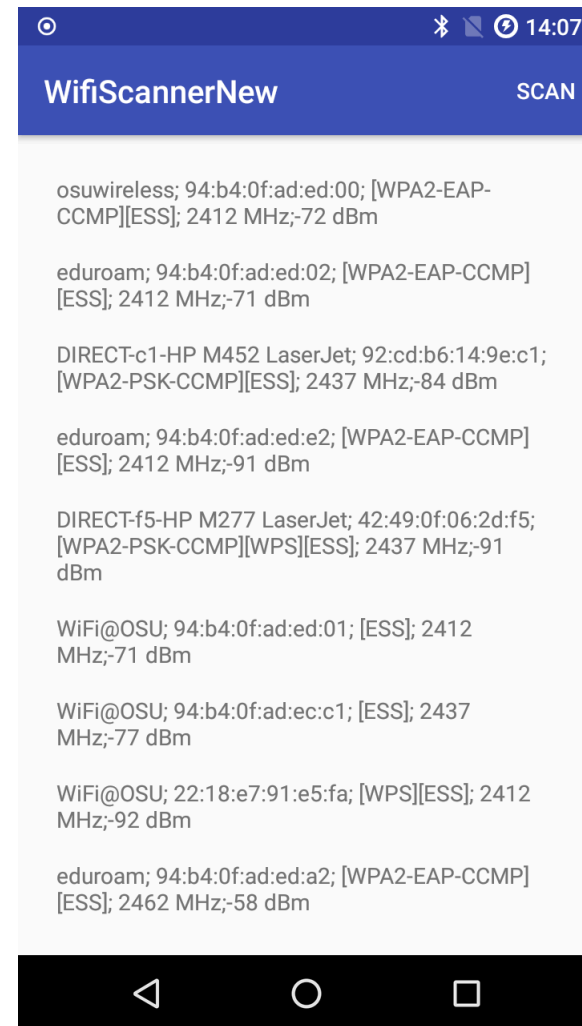 14:07
WifiScannerNew SCAN
osuwireless; 94:b4:0f:ad:ed:00; [WPA2-EAP-
CCMP][ESS]; 2412 MHz;-72 dBm
eduroam; 94:b4:0f:ad:ed:02; [WPA2-EAP-CCMP]
[ESS]; 2412 MHz;-71 dBm
DIRECT-c1-HP M452 LaserJet; 92:cd:b6:14:9e:c1;
[WPA2-PSK-CCMP][ESS]; 2437 MHz;-84 dBm
eduroam; 94:b4:0f:ad:ed:e2; [WPA2-EAP-CCMP]
[ESS]; 2412 MHz;-91 dBm
DIRECT-f5-HP M277 LaserJet; 42:49:0f:06:2d:f5;
[WPA2-PSK-CCMP][WPS][ESS]; 2437 MHz;-91
dBm
WiFi@OSU; 94:b4:0f:ad:ed:01; [ESS]; 2412
MHz;-71 dBm
WiFi@OSU; 94:b4:0f:ad:ec:c1; [ESS]; 2437
MHz;-77 dBm
WiFi@OSU; 22:18:e7:91:e5:fa; [WPS][ESS]; 2412
MHz;-92 dBm
eduroam; 94:b4:0f:ad:ed:a2; [WPA2-EAP-CCMP]
[ESS]; 2462 MHz;-58 dBm